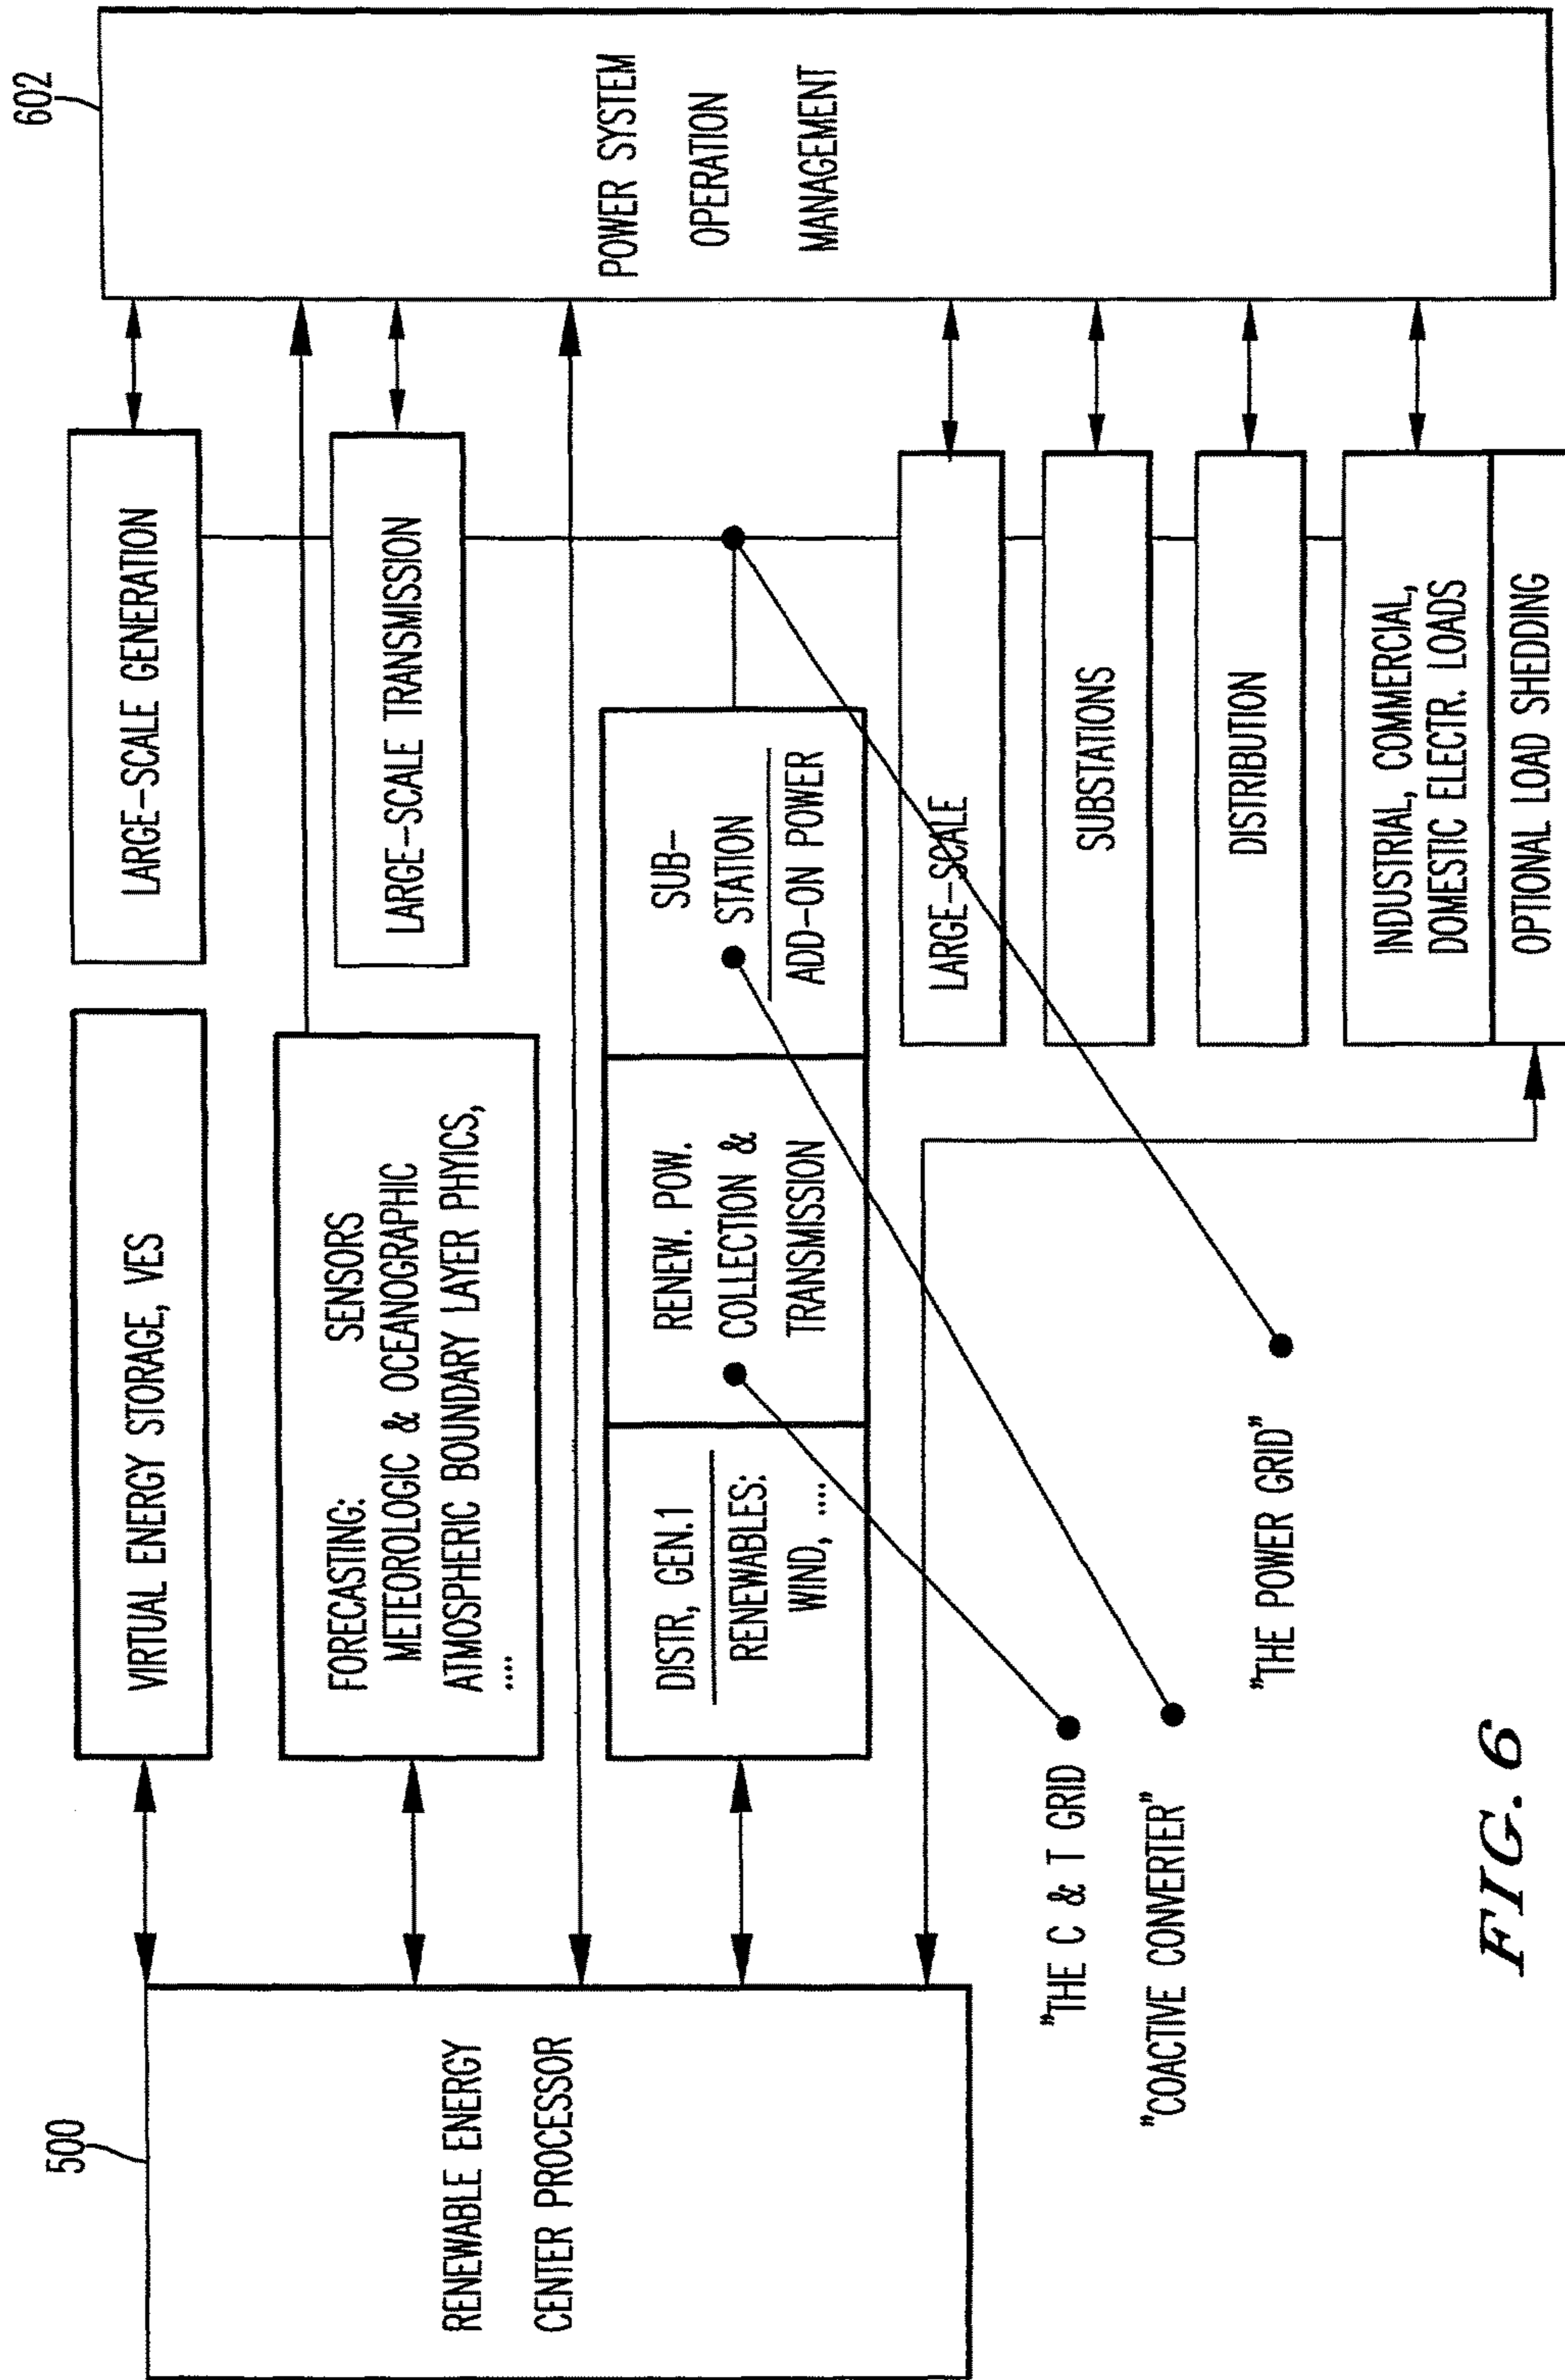 500
RENEWABLE ENERGY
CENTER PROCESSOR
VIRTUAL ENERGY STORAGE, VES
FORECASTING: SENSORS
METEOROLOGIC & OCEANOGRAPHIC
ATMOSPHERIC BOUNDARY LAYER PHYICS,
....
DISTR, GEN.1
RENEWABLES:
WIND, ....
RENEW. POW.
COLLECTION &
TRANSMISSION
SUB-
STATION
ADD-ON POWER
LARGE-SCALE GENERATION
LARGE-SCALE TRANSMISSION
LARGE-SCALE
SUBSTATIONS
DISTRIBUTION
INDUSTRIAL, COMMERCIAL,
DOMESTIC ELECTR. LOADS
OPTIONAL LOAD SHEDDING
602
POWER SYSTEM
OPERATION
MANAGEMENT
"THE C & T GRID
"COACTIVE CONVERTER"
"THE POWER GRID"
FIG. 6